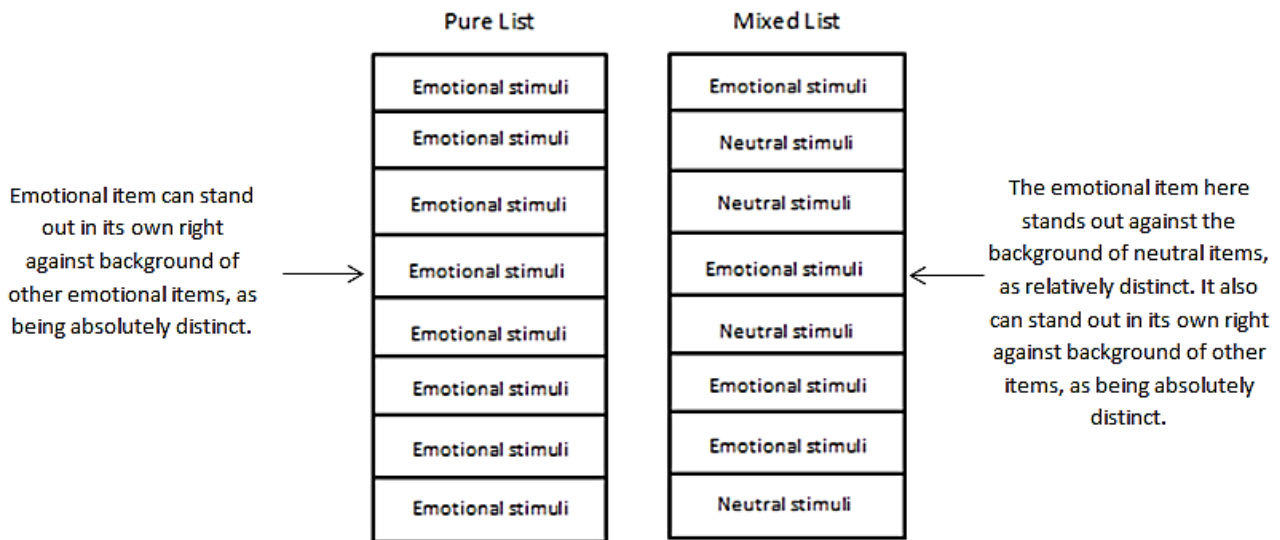 Pure List
Mixed List
Emotional item can stand
out in its own right
against background of
other emotional items, as
being absolutely distinct.
Emotional stimuli
Emotional stimuli
Emotional stimuli
Emotional stimuli
Emotional stimuli
Emotional stimuli
Emotional stimuli
Emotional stimuli
Emotional stimuli
Neutral stimuli
Neutral stimuli
Emotional stimuli
Neutral stimuli
Emotional stimuli
Emotional stimuli
Neutral stimuli
The emotional item here
stands out against the
background of neutral items,
as relatively distinct. It also
can stand out in its own right
against background of other
items, as being absolutely
distinct.